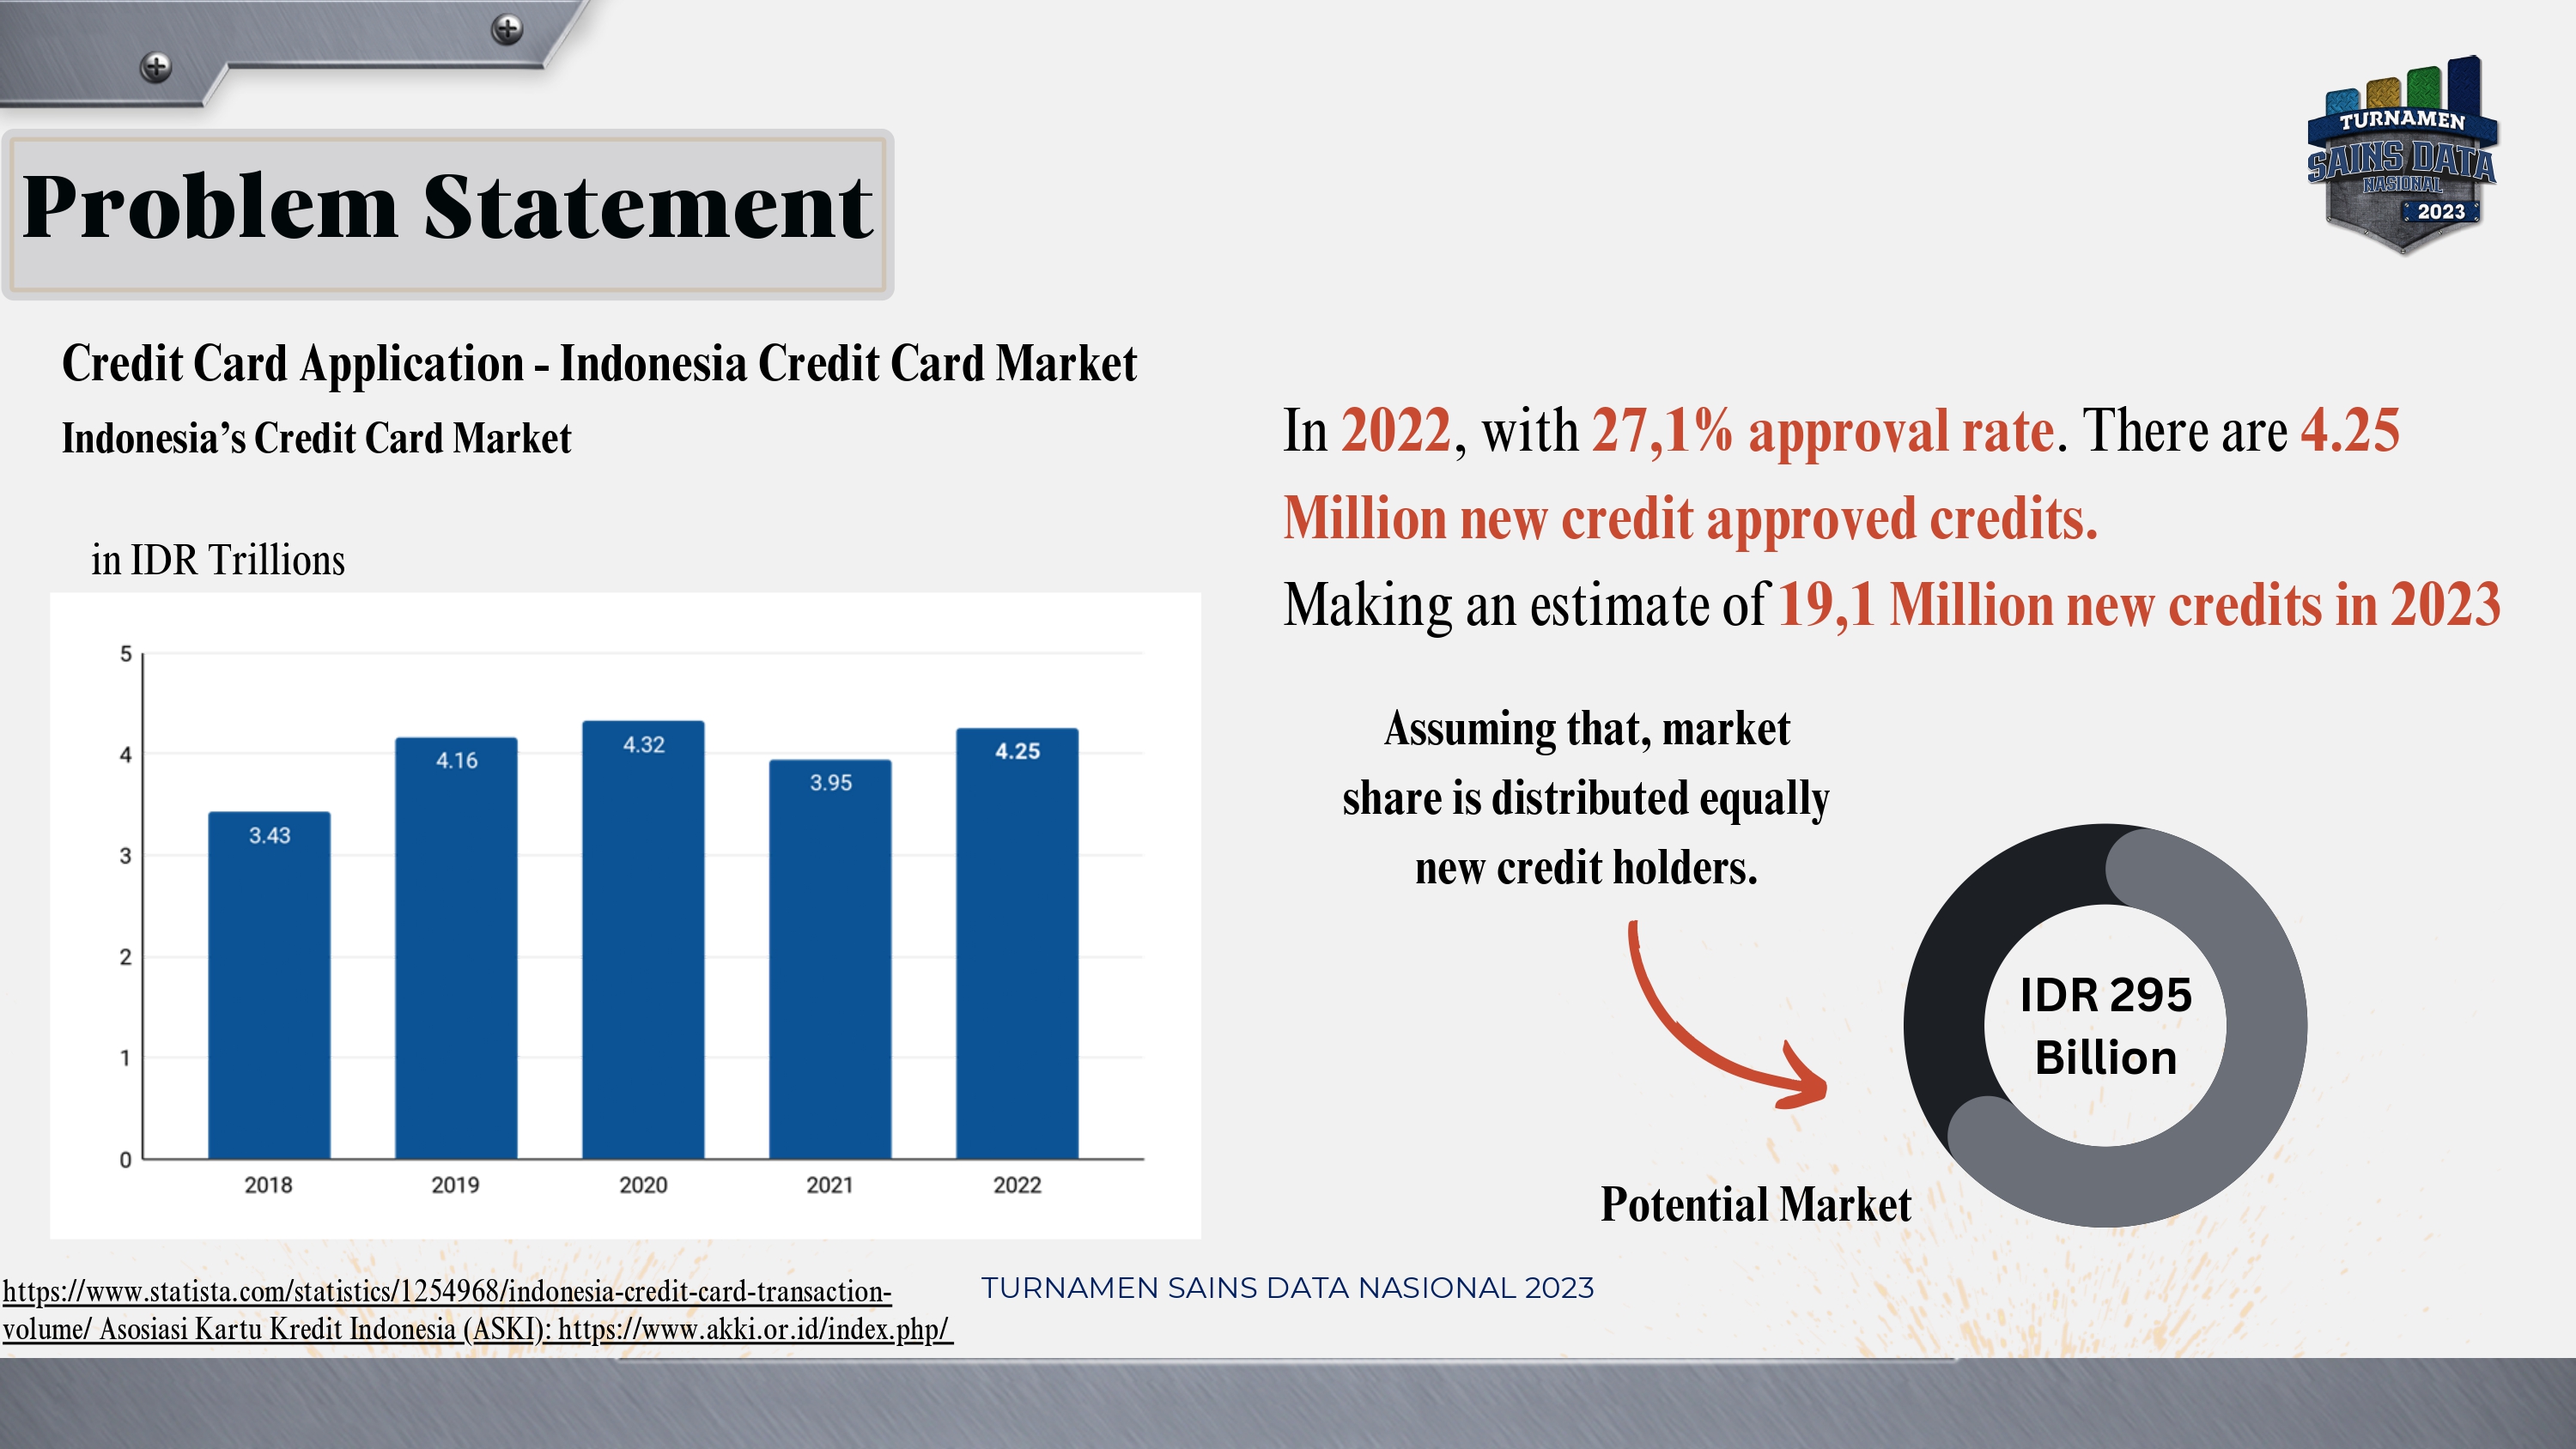 TURNAMEN
SAINS DATA
NASIONAL
2023
Problem Statement
Credit Card Application - Indonesia Credit Card Market
Indonesia’s Credit Card Market
in IDR Trillions
5
4
3
2
1
0
3.43
4.16
4.32
3.95
4.25
2018
2019
2020
2021
2022
In 2022, with 27,1% approval rate. There are 4.25
Million new credit approved credits.
Making an estimate of 19,1 Million new credits in 2023
Assuming that, market
share is distributed equally
new credit holders.
IDR 295
Billion
Potential Market
https://www.statista.com/statistics/1254968/indonesia-credit-card-transaction-
volume/ Asosiasi Kartu Kredit Indonesia (ASKI): https://www.akki.or.id/index.php/
TURNAMEN SAINS DATA NASIONAL 2023